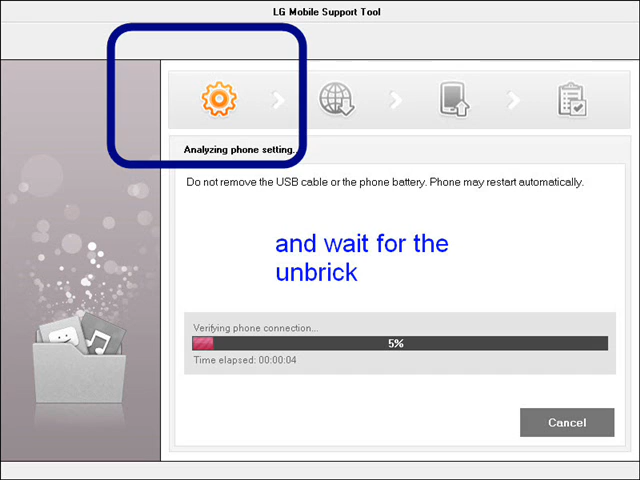 LG Mobile Support Tool
Analyzing phone setting...
Do not remove the USB cable or the phone battery. Phone may restart automatically.
and wait for the
unbrick
Verifying phone connection...
5%
Time elapsed: 00:00:04
Cancel